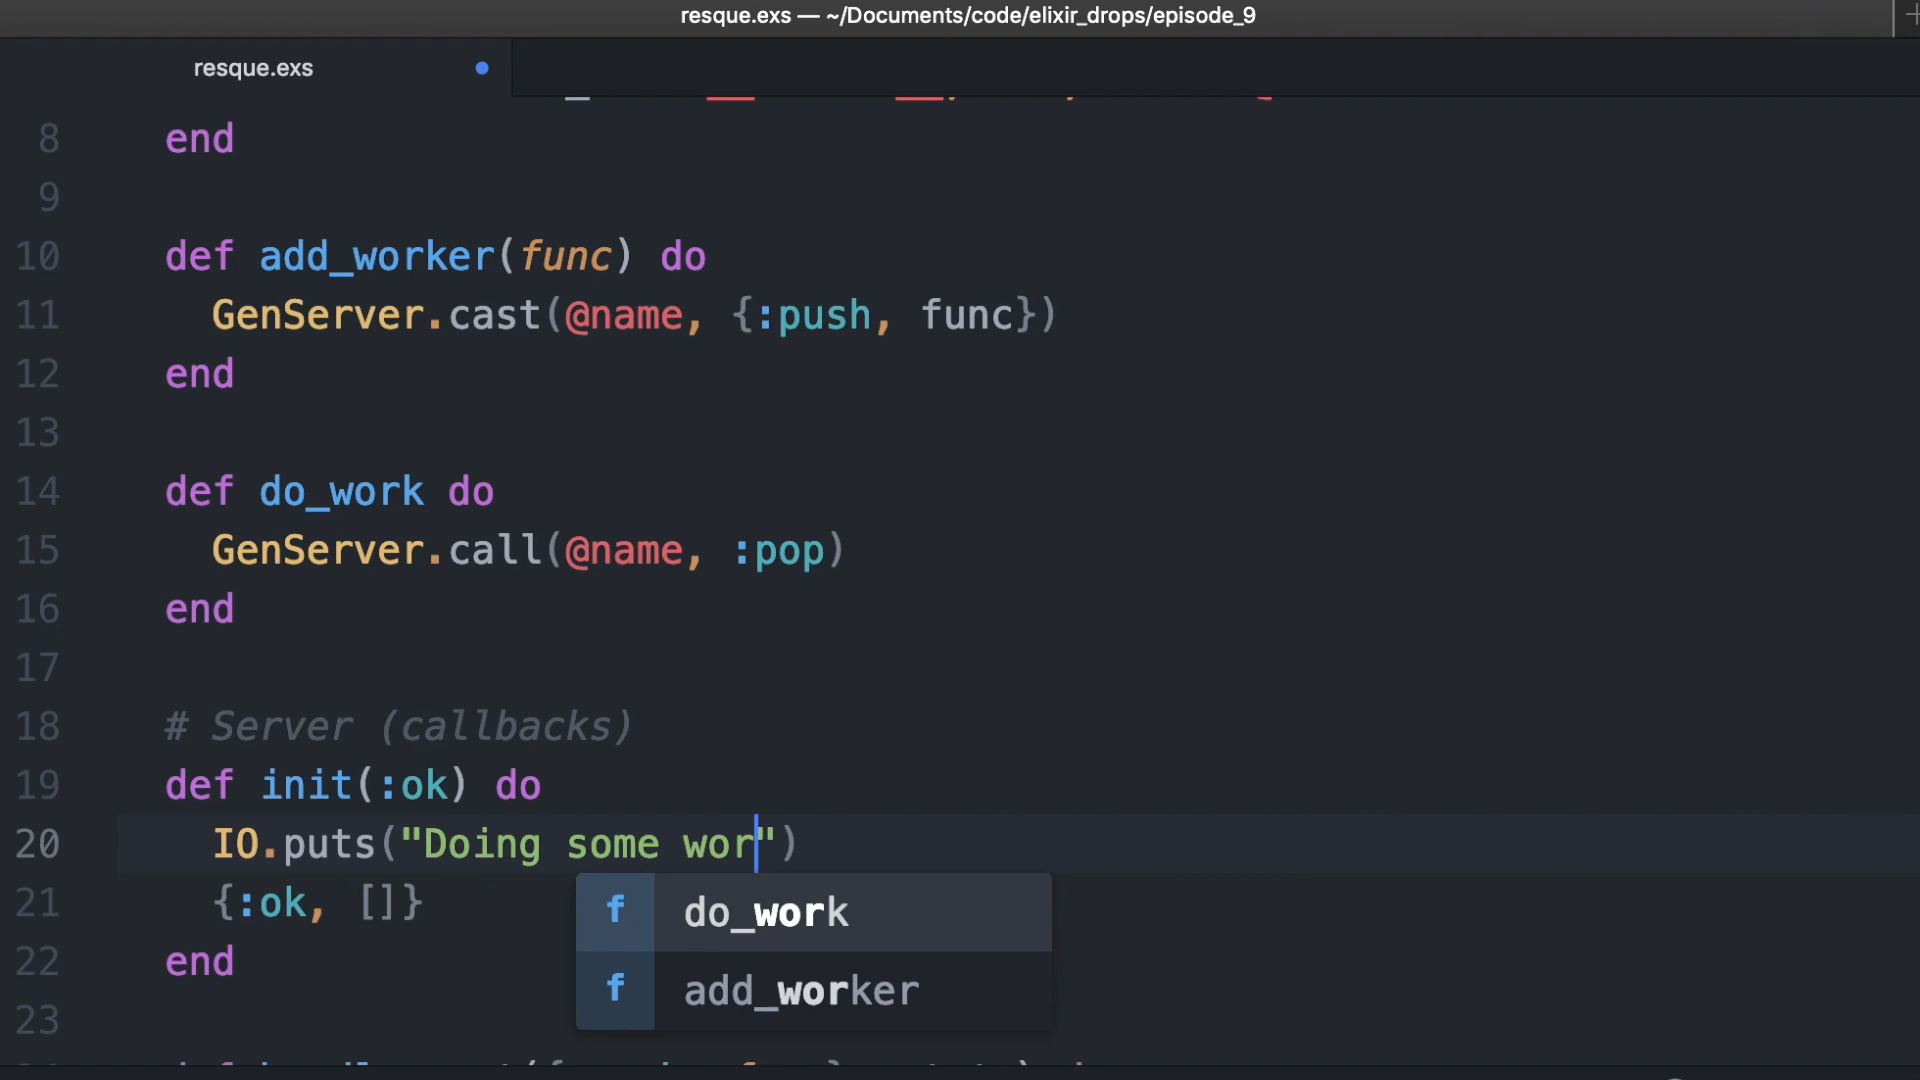 resque.exs — ~/Documents/code/elixir_drops/episode_9
resque.exs
8 end
9
10 def add_worker(func) do
11 GenServer.cast(@name, {:push, func})
12 end
13
14 def do_work do
15 GenServer.call(@name, :pop)
16 end
17
18 # Server (callbacks)
19 def init(:ok) do
20 IO.puts("Doing some wor")
21 {:ok, []}
f do_work
22 end
f add_worker
23